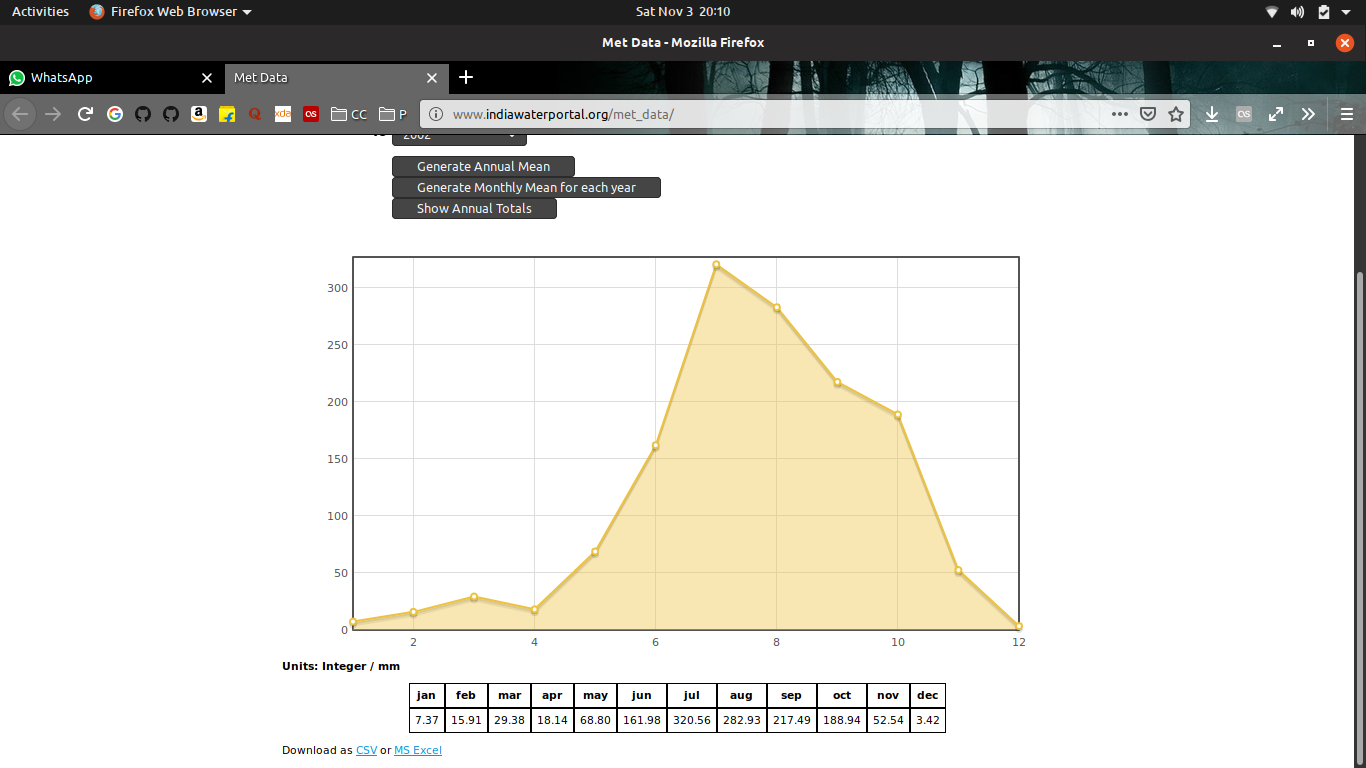 Activities Firefox Web Browser Sat Nov 3 20:10
Met Data - Mozilla Firefox
WhatsApp Met Data
G a Q xda OS CC P www.indiawaterportal.org/met_data/ OS
2002
Generate Annual Mean
Generate Monthly Mean for each year
Show Annual Totals
300
250
200
150
100
50
0
2 4 6 8 10 12
Units: Integer / mm
jan feb mar apr may jun jul aug sep oct nov dec
7.37 15.91 29.38 18.14 68.80 161.98 320.56 282.93 217.49 188.94 52.54 3.42
Download as CSV or MS Excel